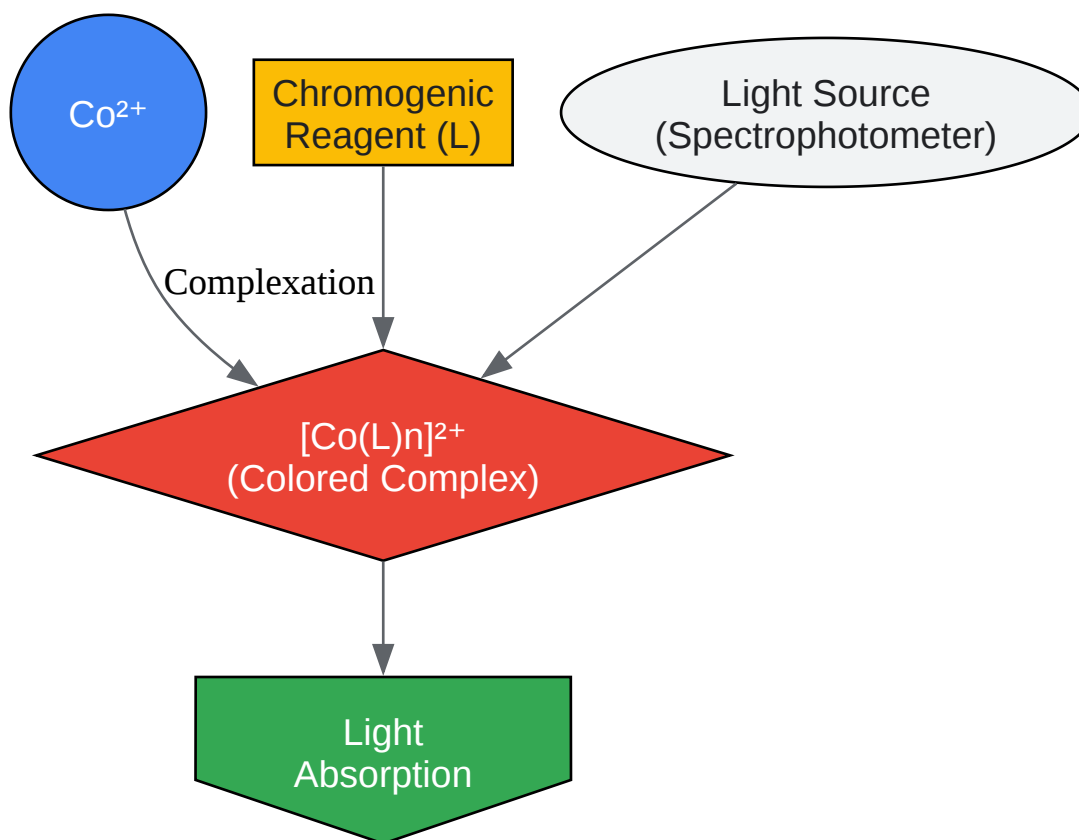 Co²⁺
Chromogenic
Reagent (L)
Light Source
(Spectrophotometer)
Complexation
[Co(L)n]²⁺
(Colored Complex)
Light
Absorption